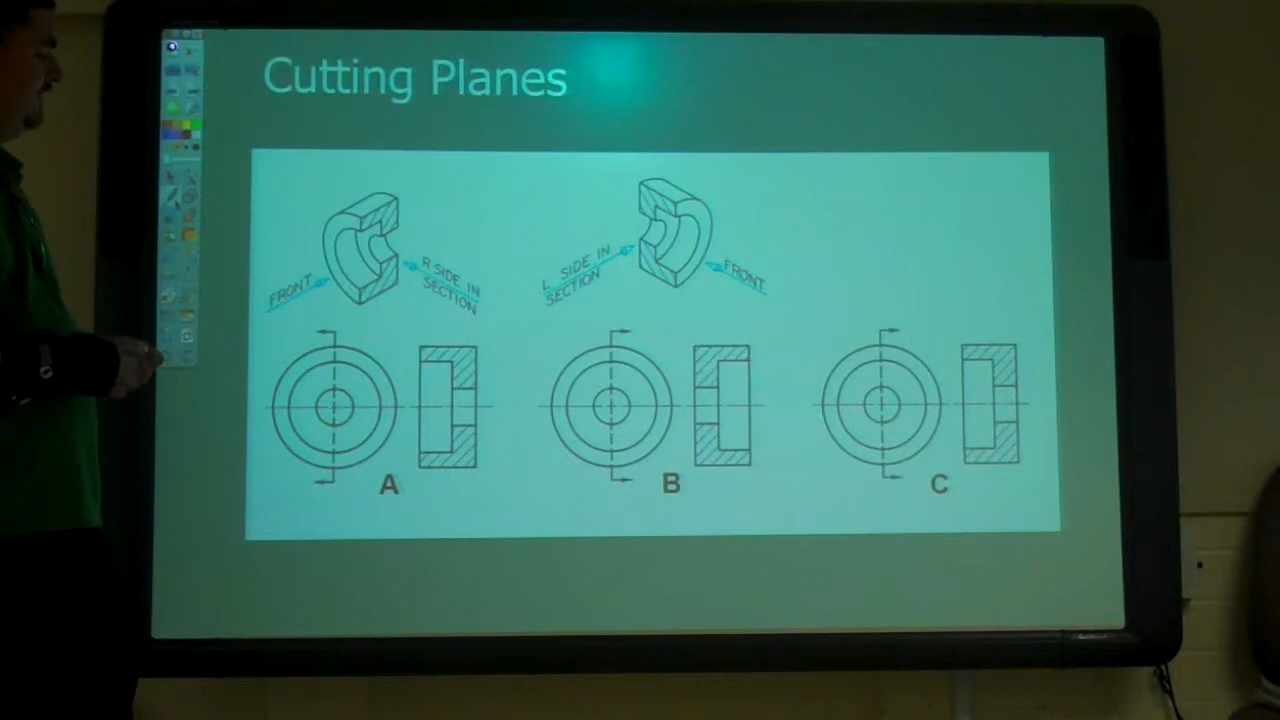 Cutting Planes
FRONT
R SIDE IN
SECTION
L SIDE IN
SECTION
FRONT
A
B
C